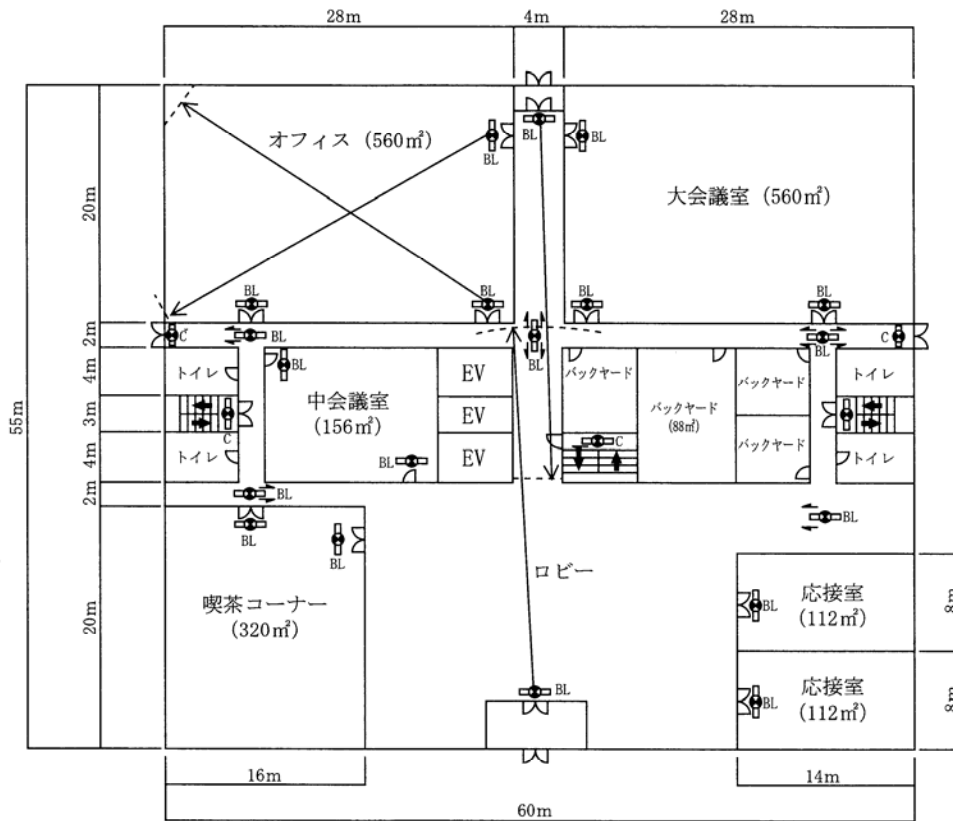 28m
4m
28m
BL
オフィス (560㎡)
BL
BL
大会議室 (560㎡)
20m
55m
BL
BL
BL
BL
2m
C
BL
BL
BL
C
4m
トイレ
BL
中会議室
(156㎡)
EV
バックヤード
バックヤード
(88㎡)
バックヤード
トイレ
3m
C
EV
C
4m
トイレ
BL
EV
バックヤード
トイレ
2m
BL
BL
BL
BL
20m
喫茶コーナー
(320㎡)
ロビー
BL
応接室
(112㎡)
8m
BL
BL
応接室
(112㎡)
8m
16m
14m
60m